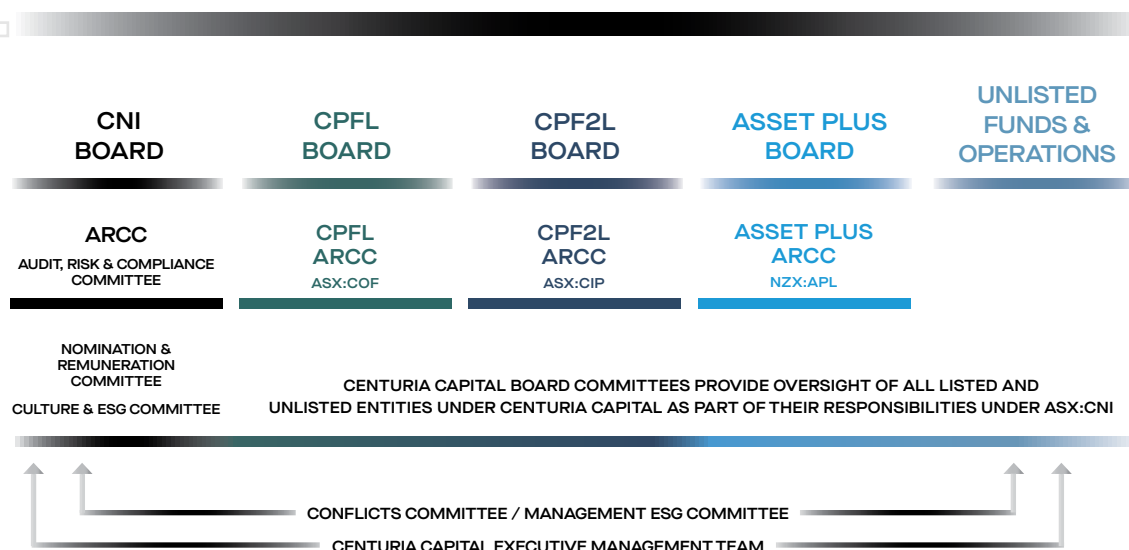 CNI
BOARD
CPFL
BOARD
CPF2L
BOARD
ASSET PLUS
BOARD
UNLISTED
FUNDS &
OPERATIONS
ARCC
AUDIT, RISK & COMPLIANCE
COMMITTEE
CPFL
ARCC
ASX:COF
CPF2L
ARCC
ASX:CIP
ASSET PLUS
ARCC
NZX:APL
NOMINATION &
REMUNERATION
COMMITTEE
CULTURE & ESG COMMITTEE
CENTURIA CAPITAL BOARD COMMITTEES PROVIDE OVERSIGHT OF ALL LISTED AND
UNLISTED ENTITIES UNDER CENTURIA CAPITAL AS PART OF THEIR RESPONSIBILITIES UNDER ASX:CNI
CONFLICTS COMMITTEE / MANAGEMENT ESG COMMITTEE
CENTURIA CAPITAL EXECUTIVE MANAGEMENT TEAM